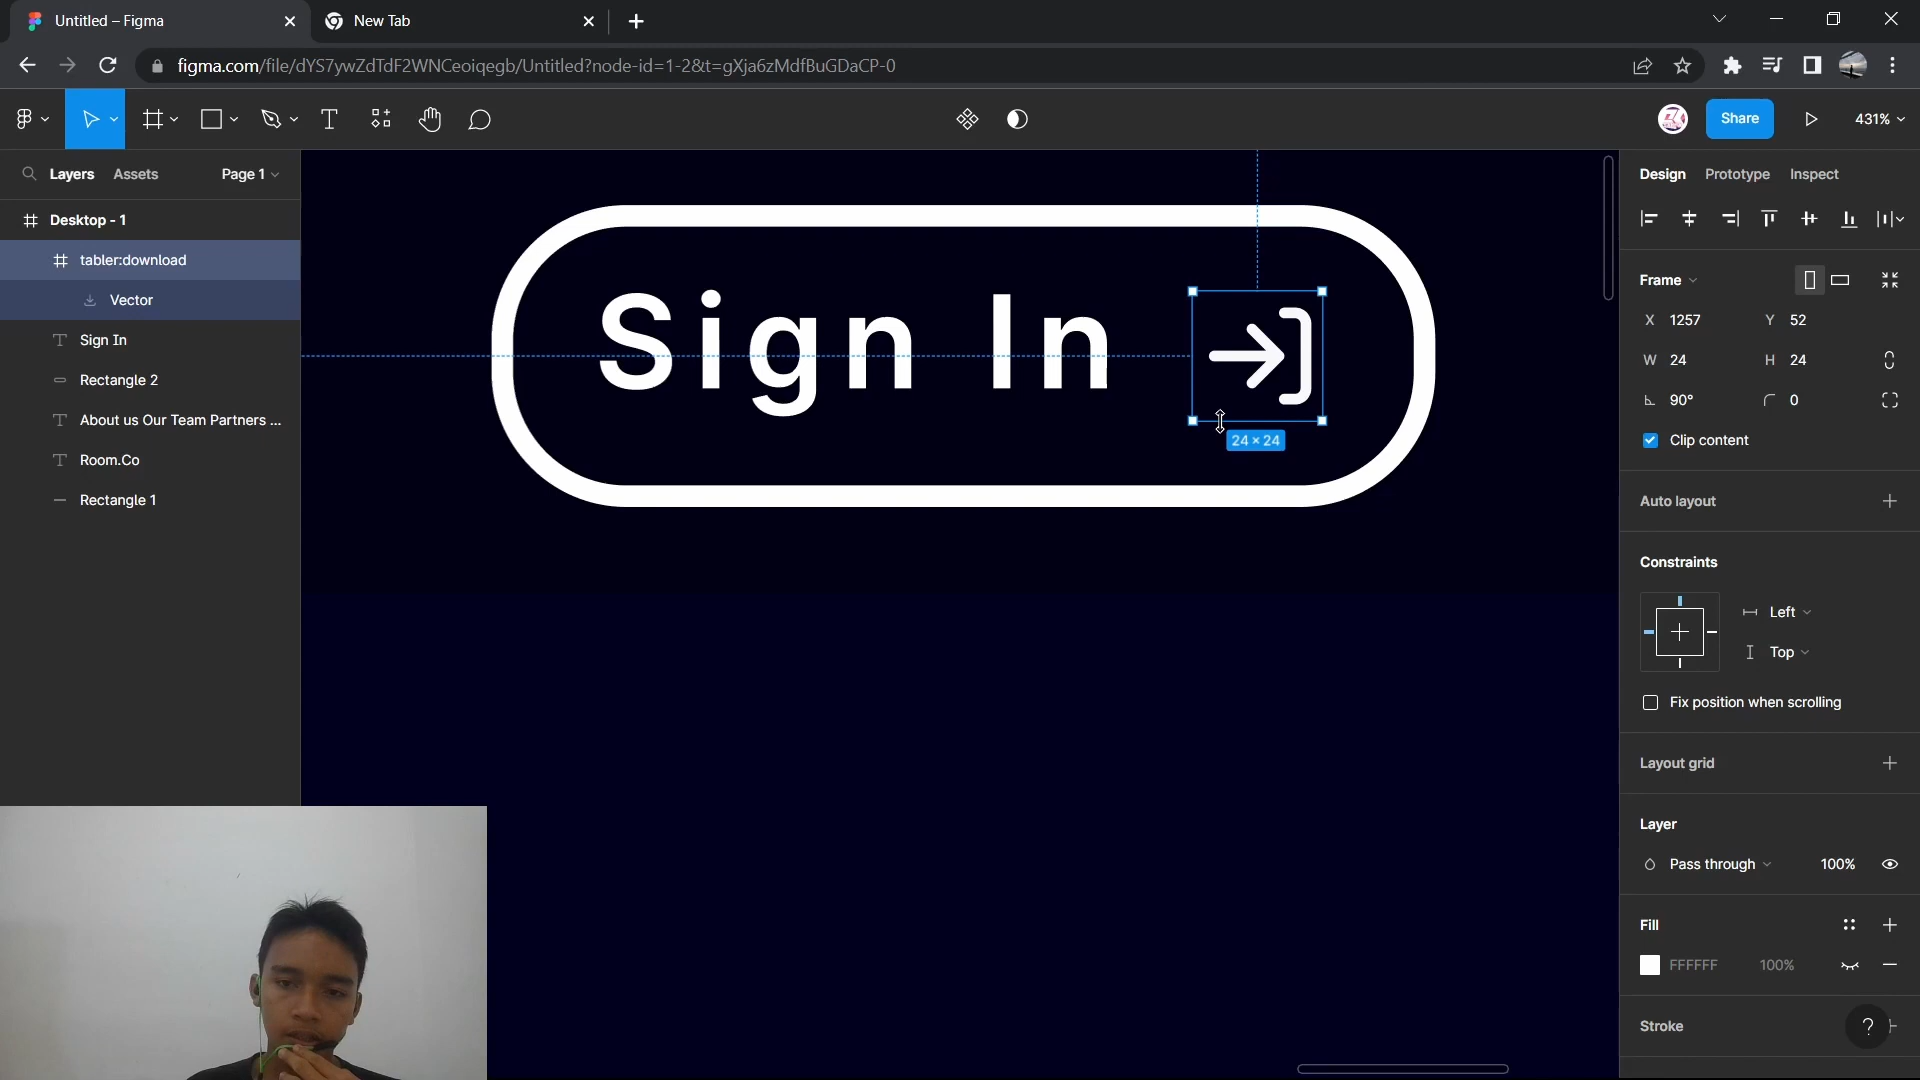 Untitled – Figma
New Tab
figma.com/file/dYS7ywZdTdF2WNCeoiqegb/Untitled?node-id=1-2&t=gXja6zMdfBuGDaCP-0
Share
431%
Layers
Assets
Page 1
Design
Prototype
Inspect
Desktop - 1
tabler:download
Vector
Sign In
Rectangle 2
About us Our Team Partners ...
Room.Co
Rectangle 1
Sign In
24 × 24
Frame
X 1257
Y 52
W 24
H 24
90°
0
Clip content
Auto layout
Constraints
Left
Top
Fix position when scrolling
Layout grid
Layer
Pass through
100%
Fill
FFFFFF
100%
Stroke
?